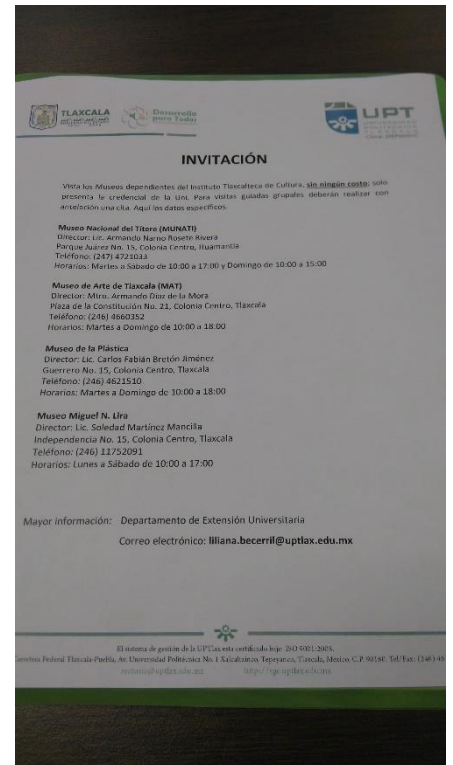 TLAXCALA
Desarrollo
para Todos
UPT
UNIVERSIDAD
POLITÉCNICA
DE TLAXCALA
INVITACIÓN
Visita los Museos dependientes del Instituto Tlaxcalteca de Cultura, sin ningún costo; solo
presenta la credencial de la Uni. Para visitas guiadas grupales deberán realizar con
antelación una cita. Aquí los datos específicos.
Museo Nacional del Títere (MUNATI)
Director: Lic. Armando Narno Rosete Rivera
Parque Juárez No. 15, Colonia Centro, Huamantla
Teléfono: (247) 4721033
Horarios: Martes a Sábado de 10:00 a 17:00 y Domingo de 10:00 a 15:00
Museo de Arte de Tlaxcala (MAT)
Director: Mtro. Armando Díaz de la Mora
Plaza de la Constitución No. 21, Colonia Centro, Tlaxcala
Teléfono: (246) 4660352
Horarios: Martes a Domingo de 10:00 a 18:00
Museo de la Plástica
Director: Lic. Carlos Fabián Bretón Jiménez
Guerrero No. 15, Colonia Centro, Tlaxcala
Teléfono: (246) 4621510
Horarios: Martes a Domingo de 10:00 a 18:00
Museo Miguel N. Lira
Director: Lic. Soledad Martínez Mancilla
Independencia No. 15, Colonia Centro, Tlaxcala
Teléfono: (246) 11752091
Horarios: Lunes a Sábado de 10:00 a 17:00
Mayor información: Departamento de Extensión Universitaria
Correo electrónico: liliana.becerril@uptlax.edu.mx
El sistema de gestión de la UPTlax esta certificado bajo ISO 9001:2008.
Carretera Federal Tlaxcala-Puebla, Av. Universidad Politécnica No. 1 Xalcaltzinco, Tepeyanco, Tlaxcala, México C.P. 90180. Tel/Fax: (246) 46
rectoria@uptlax.edu.mx